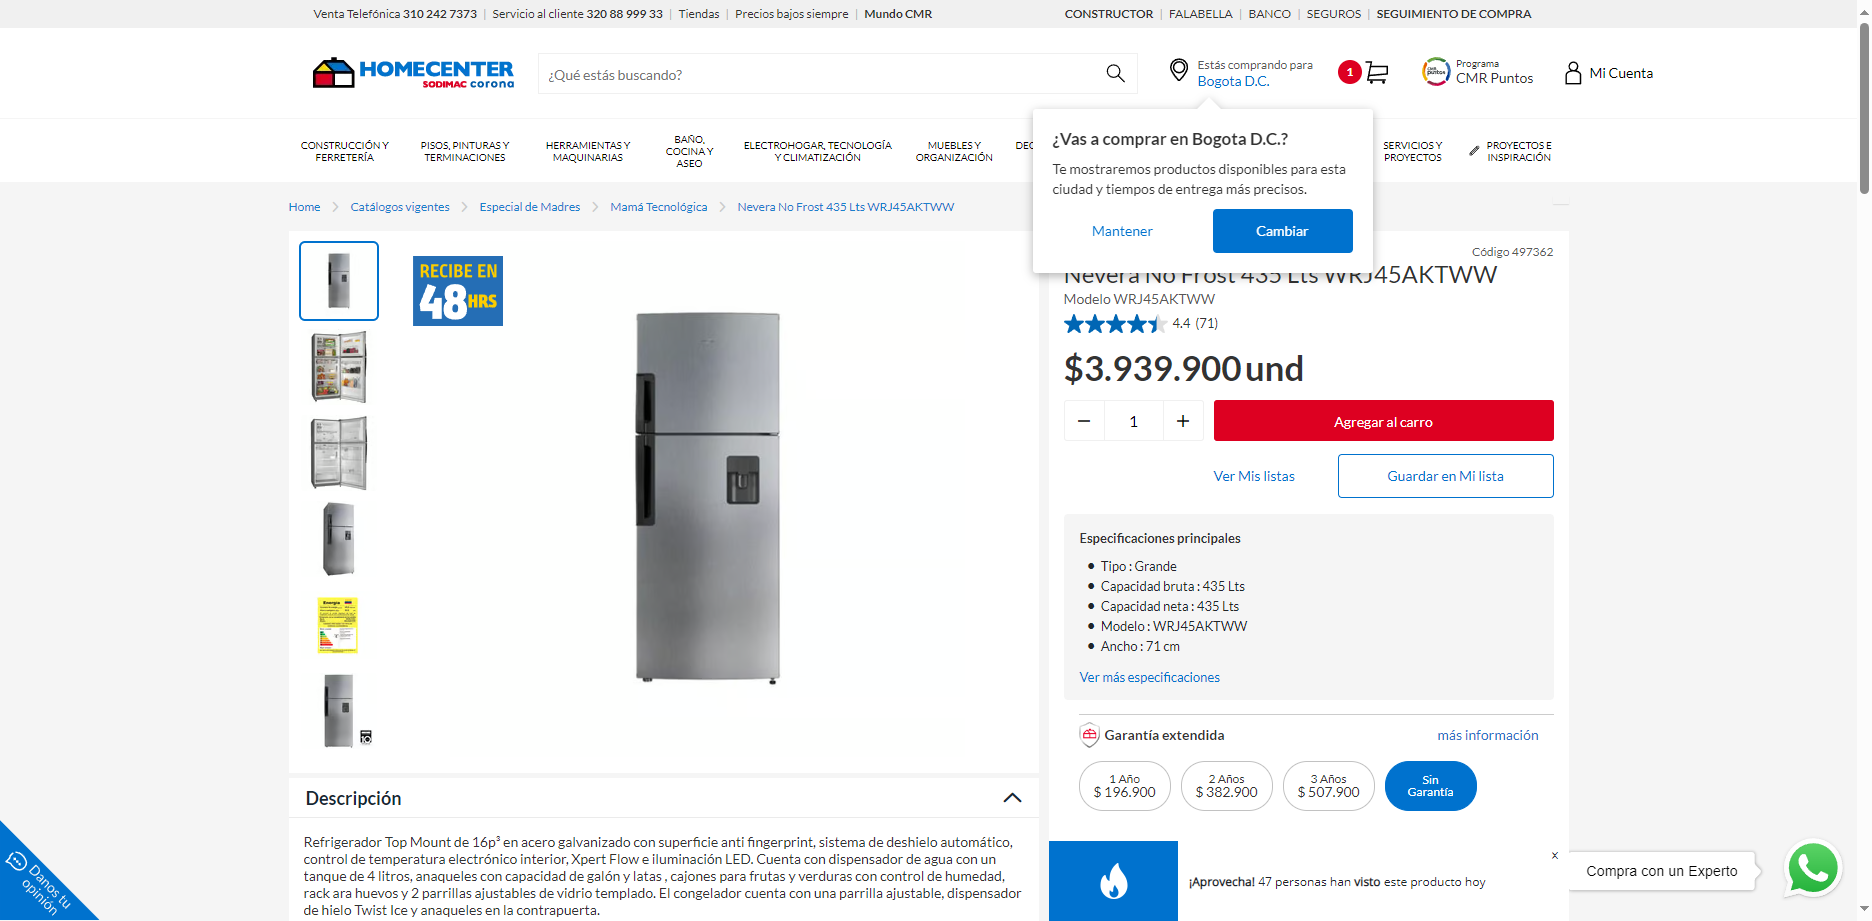 Venta Telefónica 310 242 7373 | Servicio al cliente 320 88 999 33 | Tiendas | Precios bajos siempre | Mundo CMR
CONSTRUCTOR | FALABELLA | BANCO | SEGUROS | SEGUIMIENTO DE COMPRA
HOMECENTER
SODIMAC corona
¿Qué estás buscando?
Estás comprando para
Bogota D.C.
1
Programa
CMR Puntos
Mi Cuenta
CONSTRUCCIÓN Y
FERRETERÍA
PISOS, PINTURAS Y
TERMINACIONES
HERRAMIENTAS Y
MAQUINARIAS
BAÑO,
COCINA Y
ASEO
ELECTROHOGAR, TECNOLOGÍA
Y CLIMATIZACIÓN
MUEBLES Y
ORGANIZACIÓN
SERVICIOS Y
PROYECTOS
PROYECTOS E
INSPIRACIÓN
¿Vas a comprar en Bogota D.C.?
Te mostraremos productos disponibles para esta
ciudad y tiempos de entrega más precisos.
Mantener
Cambiar
Home > Catálogos vigentes > Especial de Madres > Mamá Tecnológica > Nevera No Frost 435 Lts WRJ45AKTWW
RECIBE EN
48HRS
Energía
Código 497362
Nevera No Frost 435 Lts WRJ45AKTWW
Modelo WRJ45AKTWW
4.4 (71)
$3.939.900 und
1
Agregar al carro
Ver Mis listas
Guardar en Mi lista
Especificaciones principales
Tipo : Grande
Capacidad bruta : 435 Lts
Capacidad neta : 435 Lts
Modelo : WRJ45AKTWW
Ancho : 71 cm
Ver más especificaciones
Garantía extendida
más información
1 Año
$ 196.900
2 Años
$ 382.900
3 Años
$ 507.900
Sin
Garantía
Descripción
Refrigerador Top Mount de 16p³ en acero galvanizado con superficie anti fingerprint, sistema de deshielo automático,
control de temperatura electrónico interior, Xpert Flow e iluminación LED. Cuenta con dispensador de agua con un
tanque de 4 litros, anaqueles con capacidad de galón y latas , cajones para frutas y verduras con control de humedad,
rack ara huevos y 2 parrillas ajustables de vidrio templado. El congelador cuenta con una parrilla ajustable, dispensador
de hielo Twist Ice y anaqueles en la contrapuerta.
¡Aprovecha! 47 personas han visto este producto hoy
x
Compra con un Experto
Danos tu
opinión